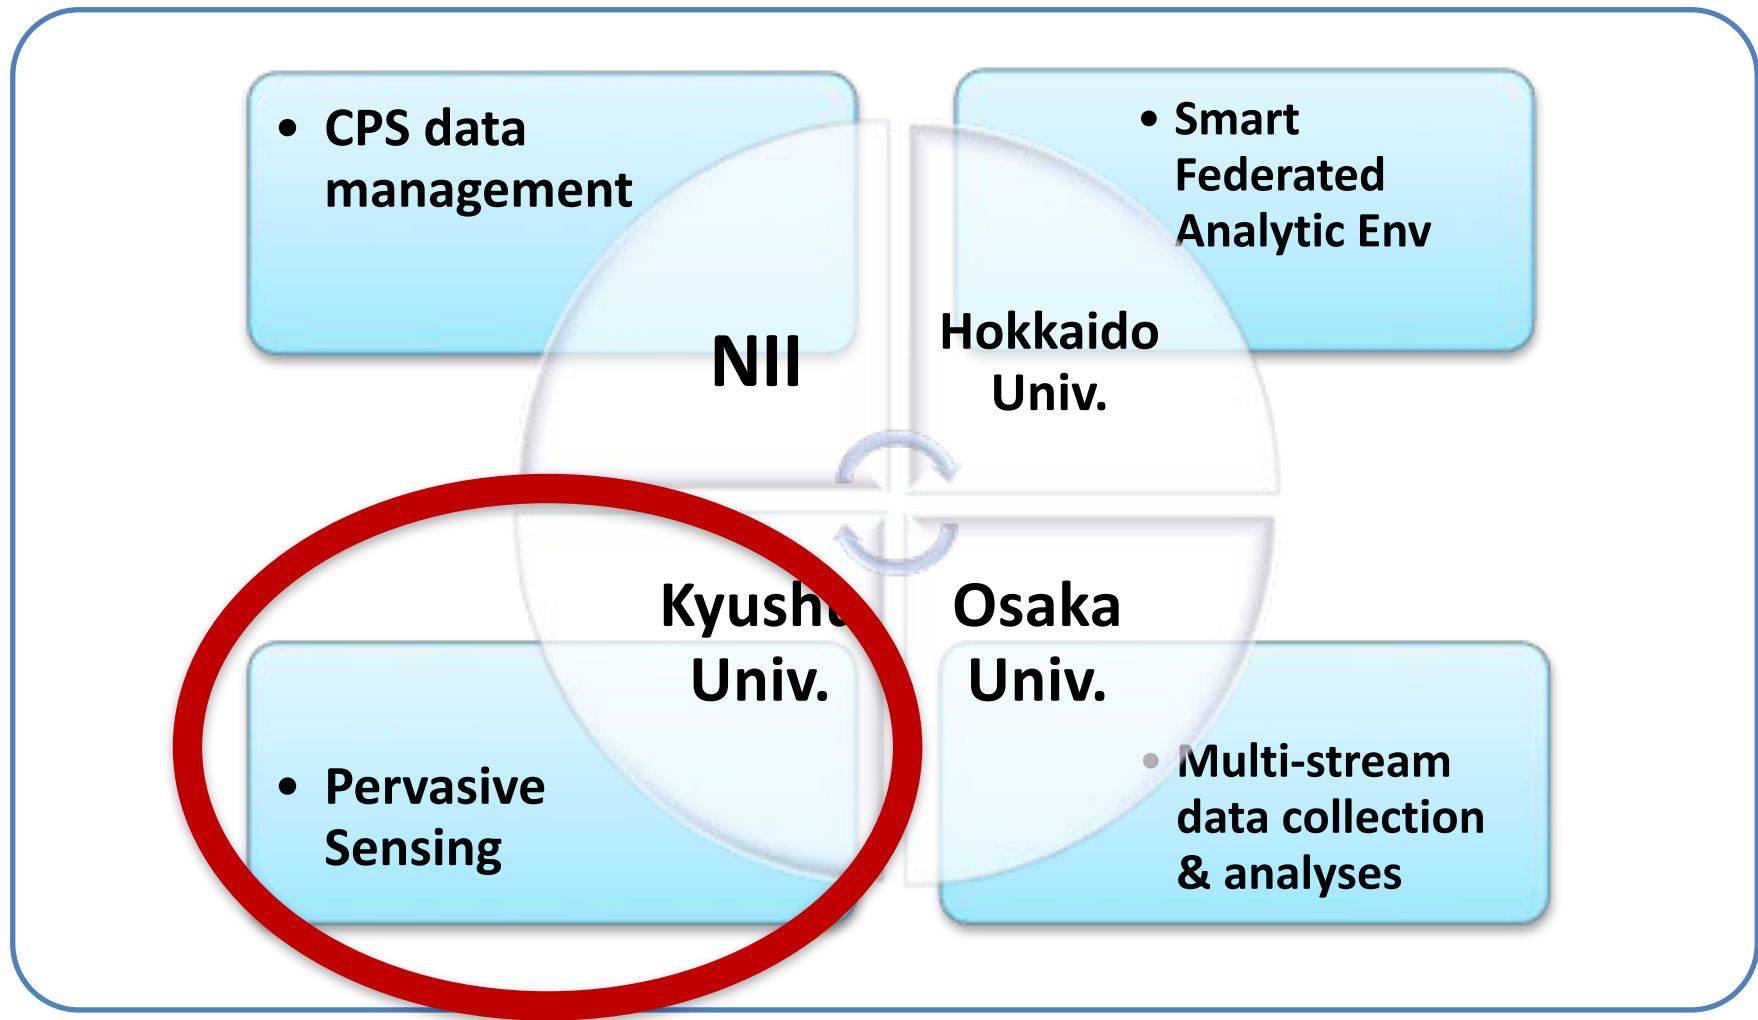 • CPS data
management
NII
• Smart
Federated
Analytic Env
Hokkaido
Univ.
Kyushu
Univ.
• Pervasive
Sensing
Osaka
Univ.
• Multi-stream
data collection
& analyses